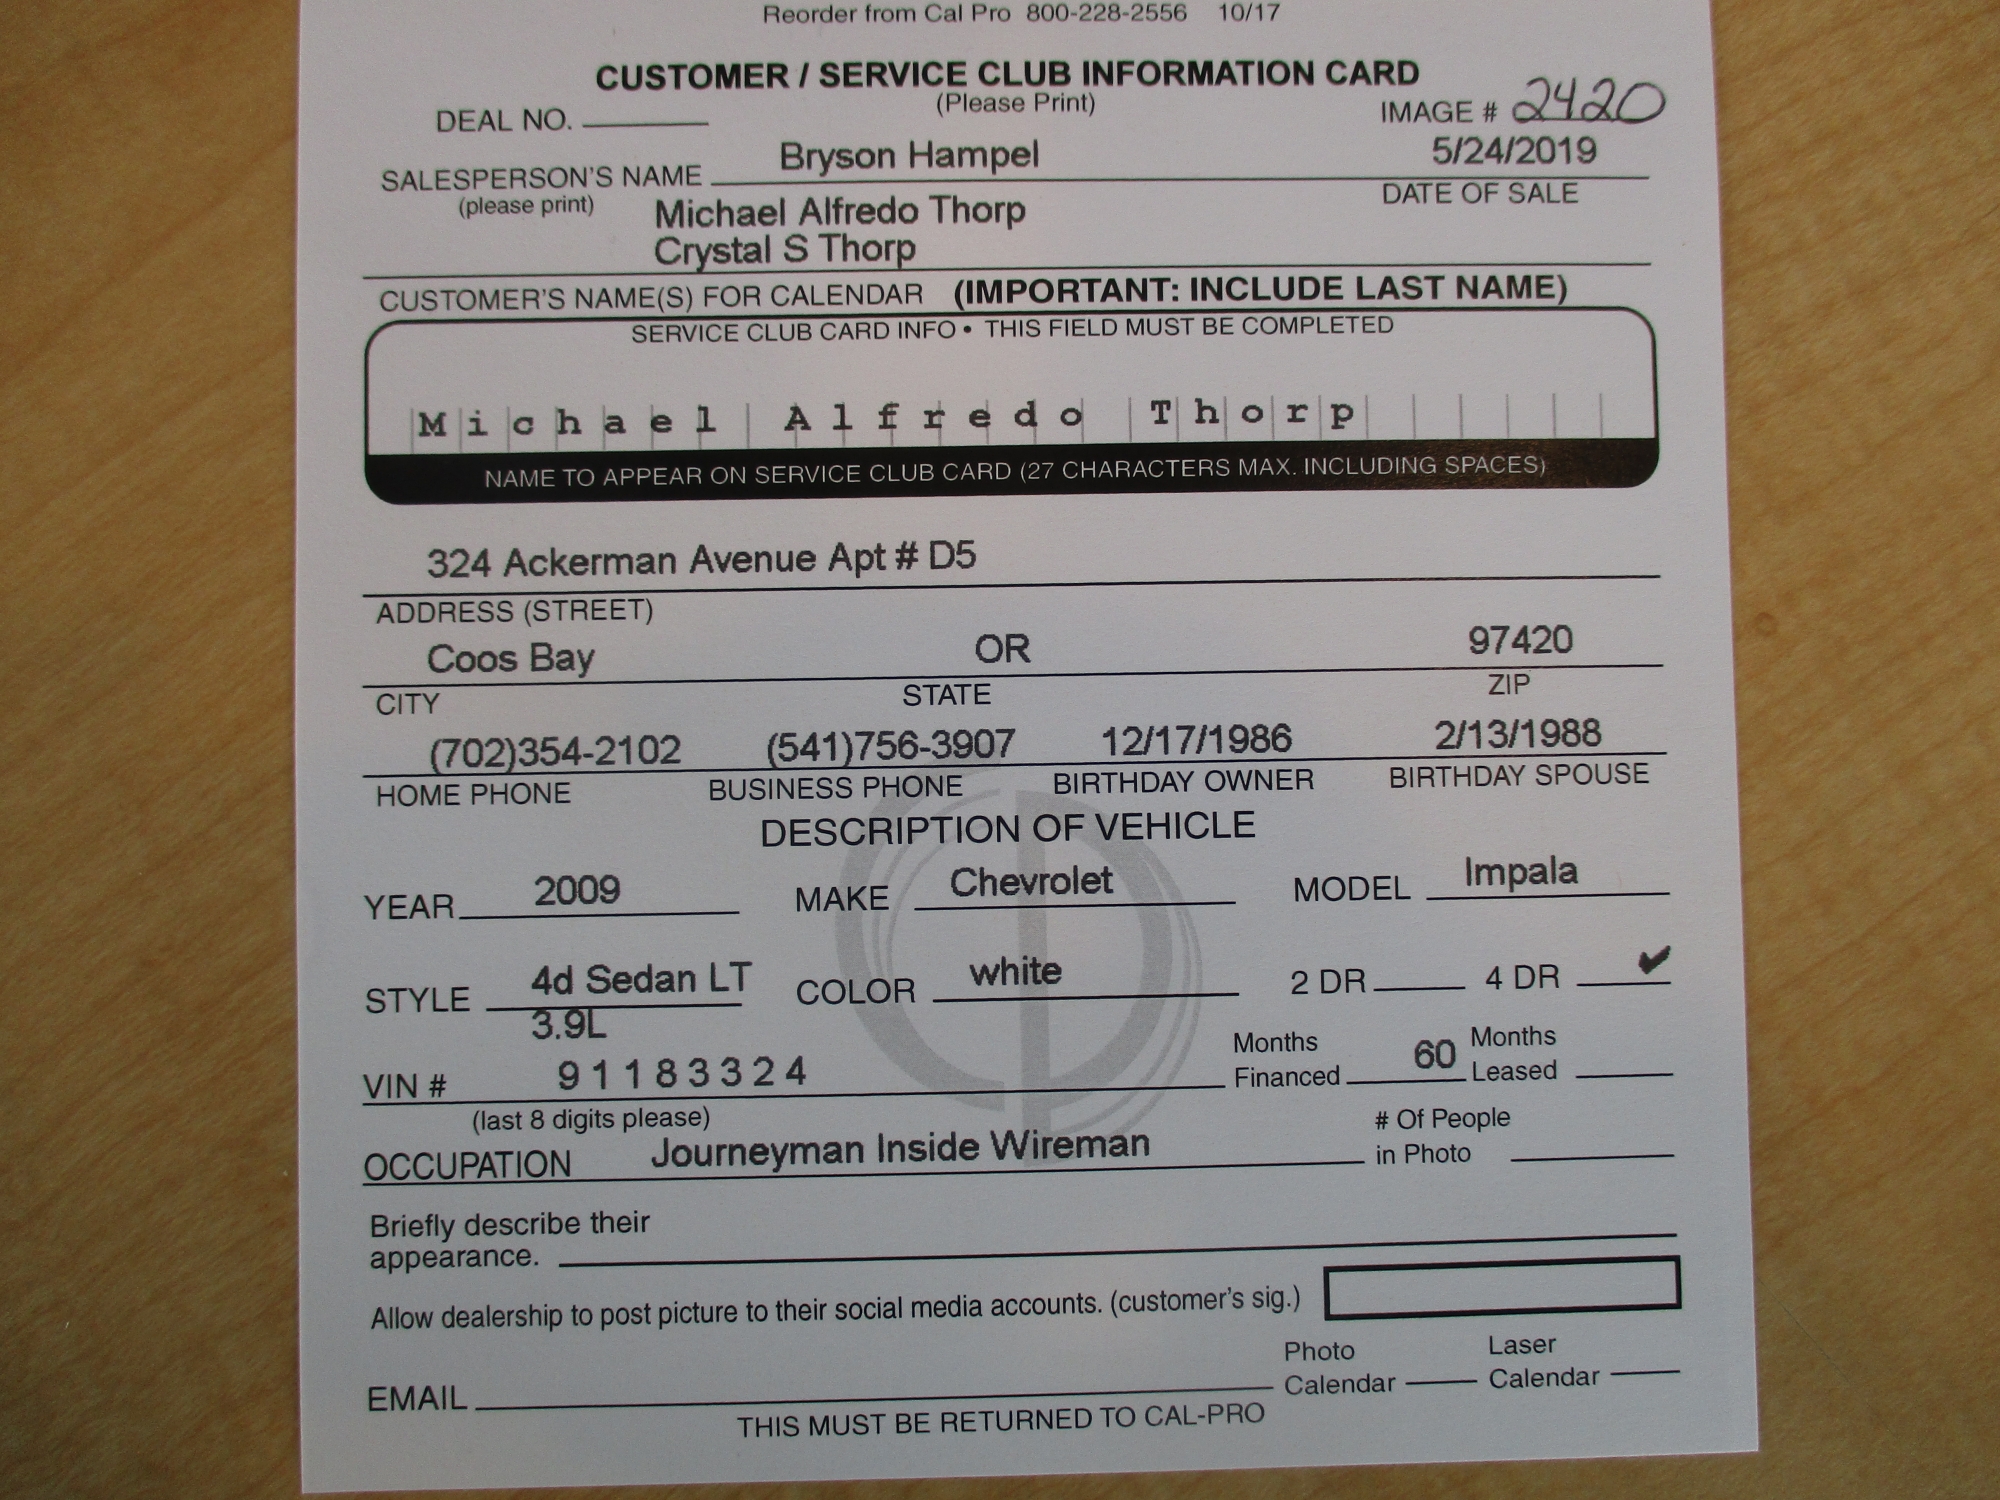 Reorder from Cal Pro 800-228-2556 10/17
CUSTOMER / SERVICE CLUB INFORMATION CARD
(Please Print)
DEAL NO.
IMAGE # 2420
SALESPERSON'S NAME Bryson Hampel 5/24/2019
(please print)
DATE OF SALE
Michael Alfredo Thorp
Crystal S Thorp
CUSTOMER'S NAME(S) FOR CALENDAR (IMPORTANT: INCLUDE LAST NAME)
SERVICE CLUB CARD INFO • THIS FIELD MUST BE COMPLETED
Michael Alfredo Thorp
NAME TO APPEAR ON SERVICE CLUB CARD (27 CHARACTERS MAX. INCLUDING SPACES)
324 Ackerman Avenue Apt # D5
ADDRESS (STREET)
Coos Bay OR 97420
CITY STATE ZIP
(702)354-2102 (541)756-3907 12/17/1986 2/13/1988
HOME PHONE BUSINESS PHONE BIRTHDAY OWNER BIRTHDAY SPOUSE
DESCRIPTION OF VEHICLE
YEAR 2009 MAKE Chevrolet MODEL Impala
STYLE 4d Sedan LT COLOR white 2 DR 4 DR ✔
3.9L
VIN # 91183324 Months Financed 60 Months Leased
(last 8 digits please)
OCCUPATION Journeyman Inside Wireman # Of People in Photo
Briefly describe their
appearance.
Allow dealership to post picture to their social media accounts. (customer's sig.)
EMAIL Photo Calendar Laser Calendar
THIS MUST BE RETURNED TO CAL-PRO